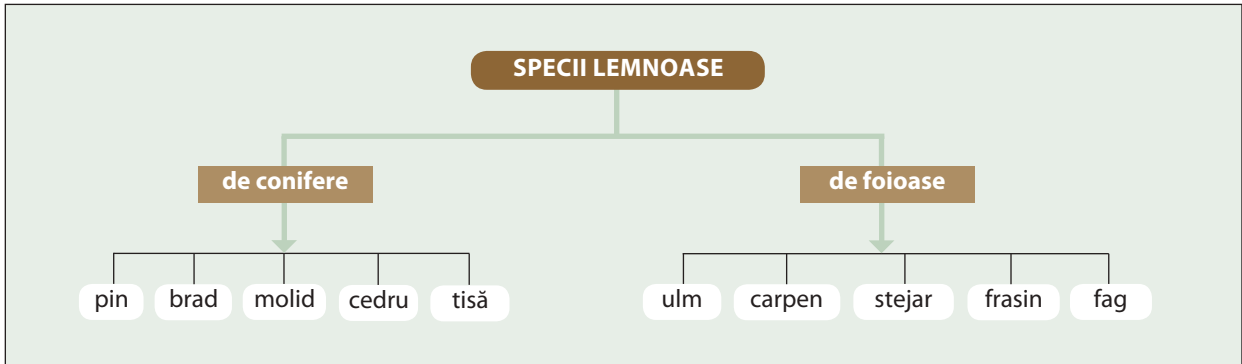 SPECII LEMNOASE
de conifere
de foioase
pin brad molid cedru tisă
ulm carpen stejar frasin fag